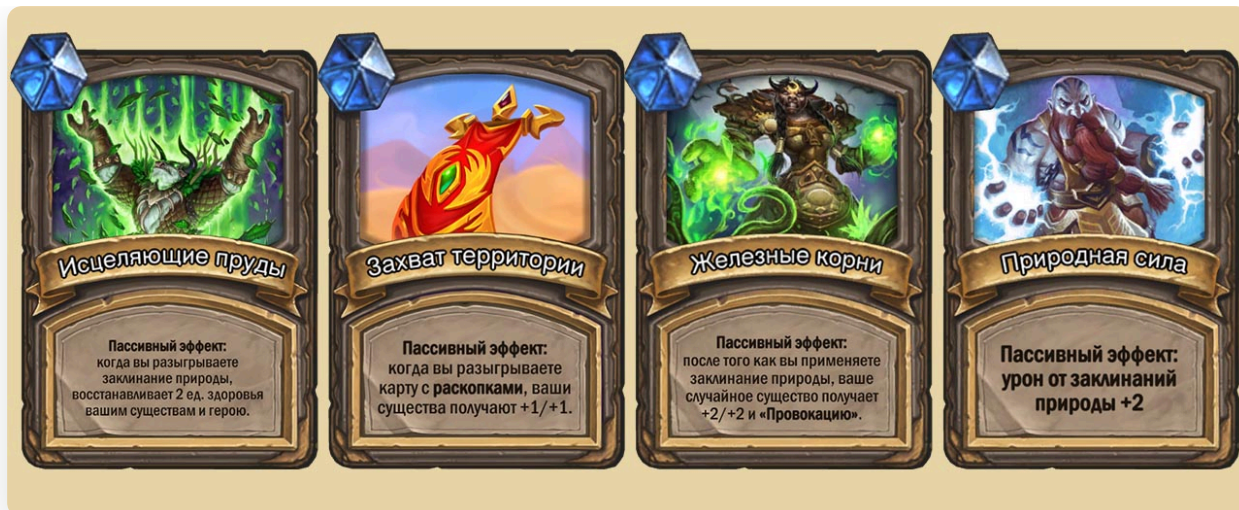 Исцеляющие пруды
Пассивный эффект:
когда вы разыгрываете
заклинание природы,
восстанавливает 2 ед. здоровья
вашим существам и герою.
Захват территории
Пассивный эффект:
когда вы разыгрываете
карту с раскопками, ваши
существа получают +1/+1.
Железные корни
Пассивный эффект:
после того как вы применяете
заклинание природы, ваше
случайное существо получает
+2/+2 и «Провокацию».
Природная сила
Пассивный эффект:
урон от заклинаний
природы +2